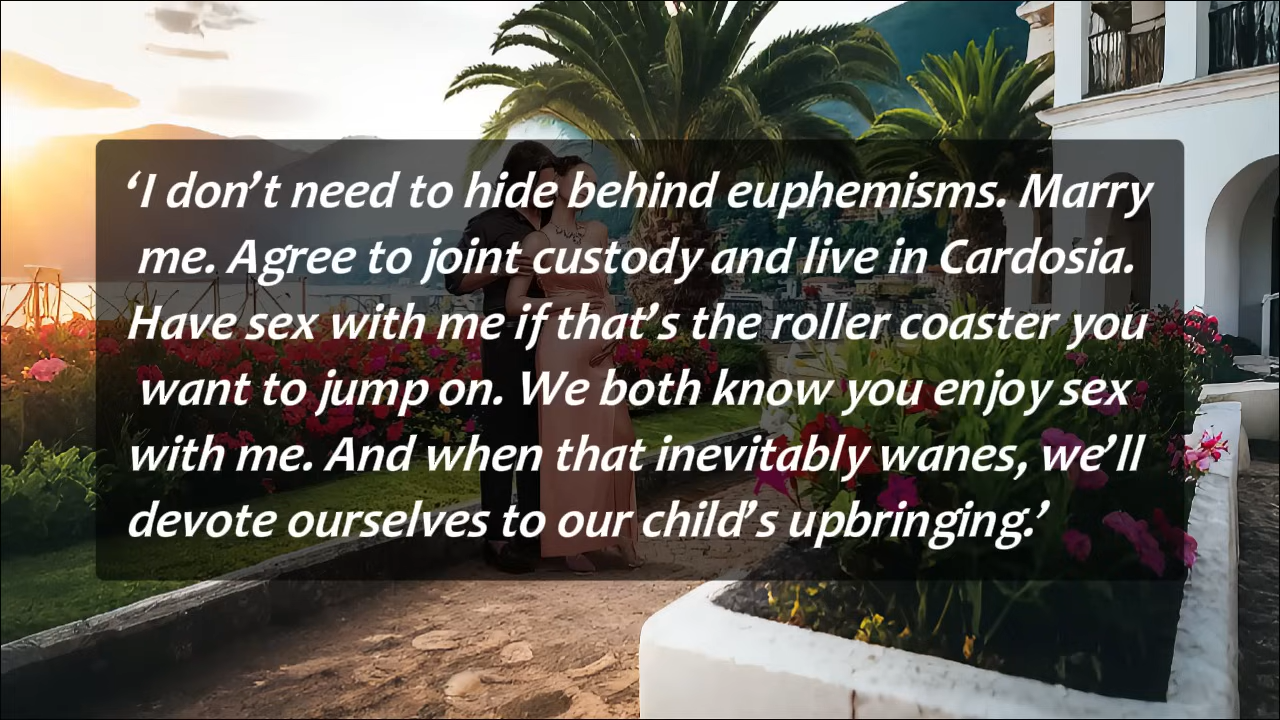 ‘I don’t need to hide behind euphemisms. Marry
me. Agree to joint custody and live in Cardosia.
Have sex with me if that’s the roller coaster you
want to jump on. We both know you enjoy sex
with me. And when that inevitably wanes, we’ll
devote ourselves to our child’s upbringing.’